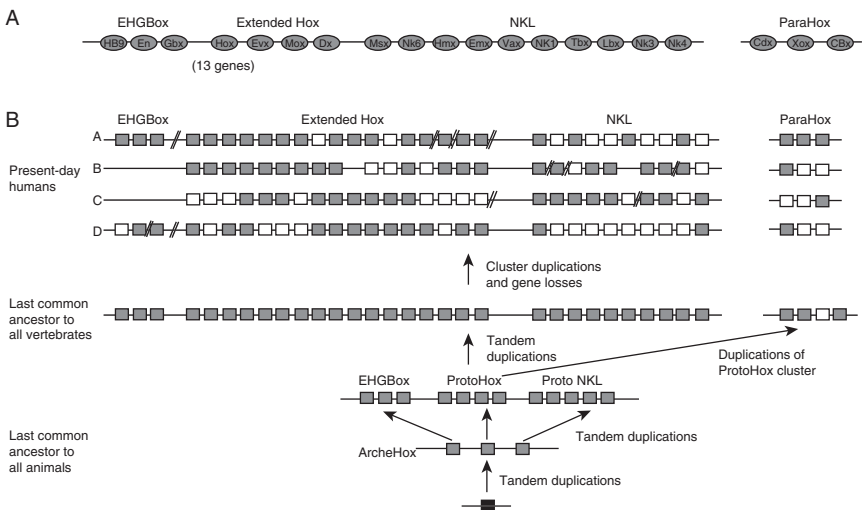 A
EHGBox Extended Hox NKL ParaHox
HB9 En Gbx Hox Evx Mox Dx Msx Nk6 Hmx Emx Vax NK1 Tbx Lbx Nk3 Nk4 Cdx Xox CBx
(13 genes)
B
EHGBox Extended Hox NKL ParaHox
Present-day
humans
A
B
C
D
Cluster duplications
and gene losses
Last common
ancestor to
all vertebrates
Tandem
duplications
Duplications of
ProtoHox cluster
EHGBox ProtoHox Proto NKL
Last common
ancestor to
all animals
Tandem duplications
ArcheHox
Tandem duplications